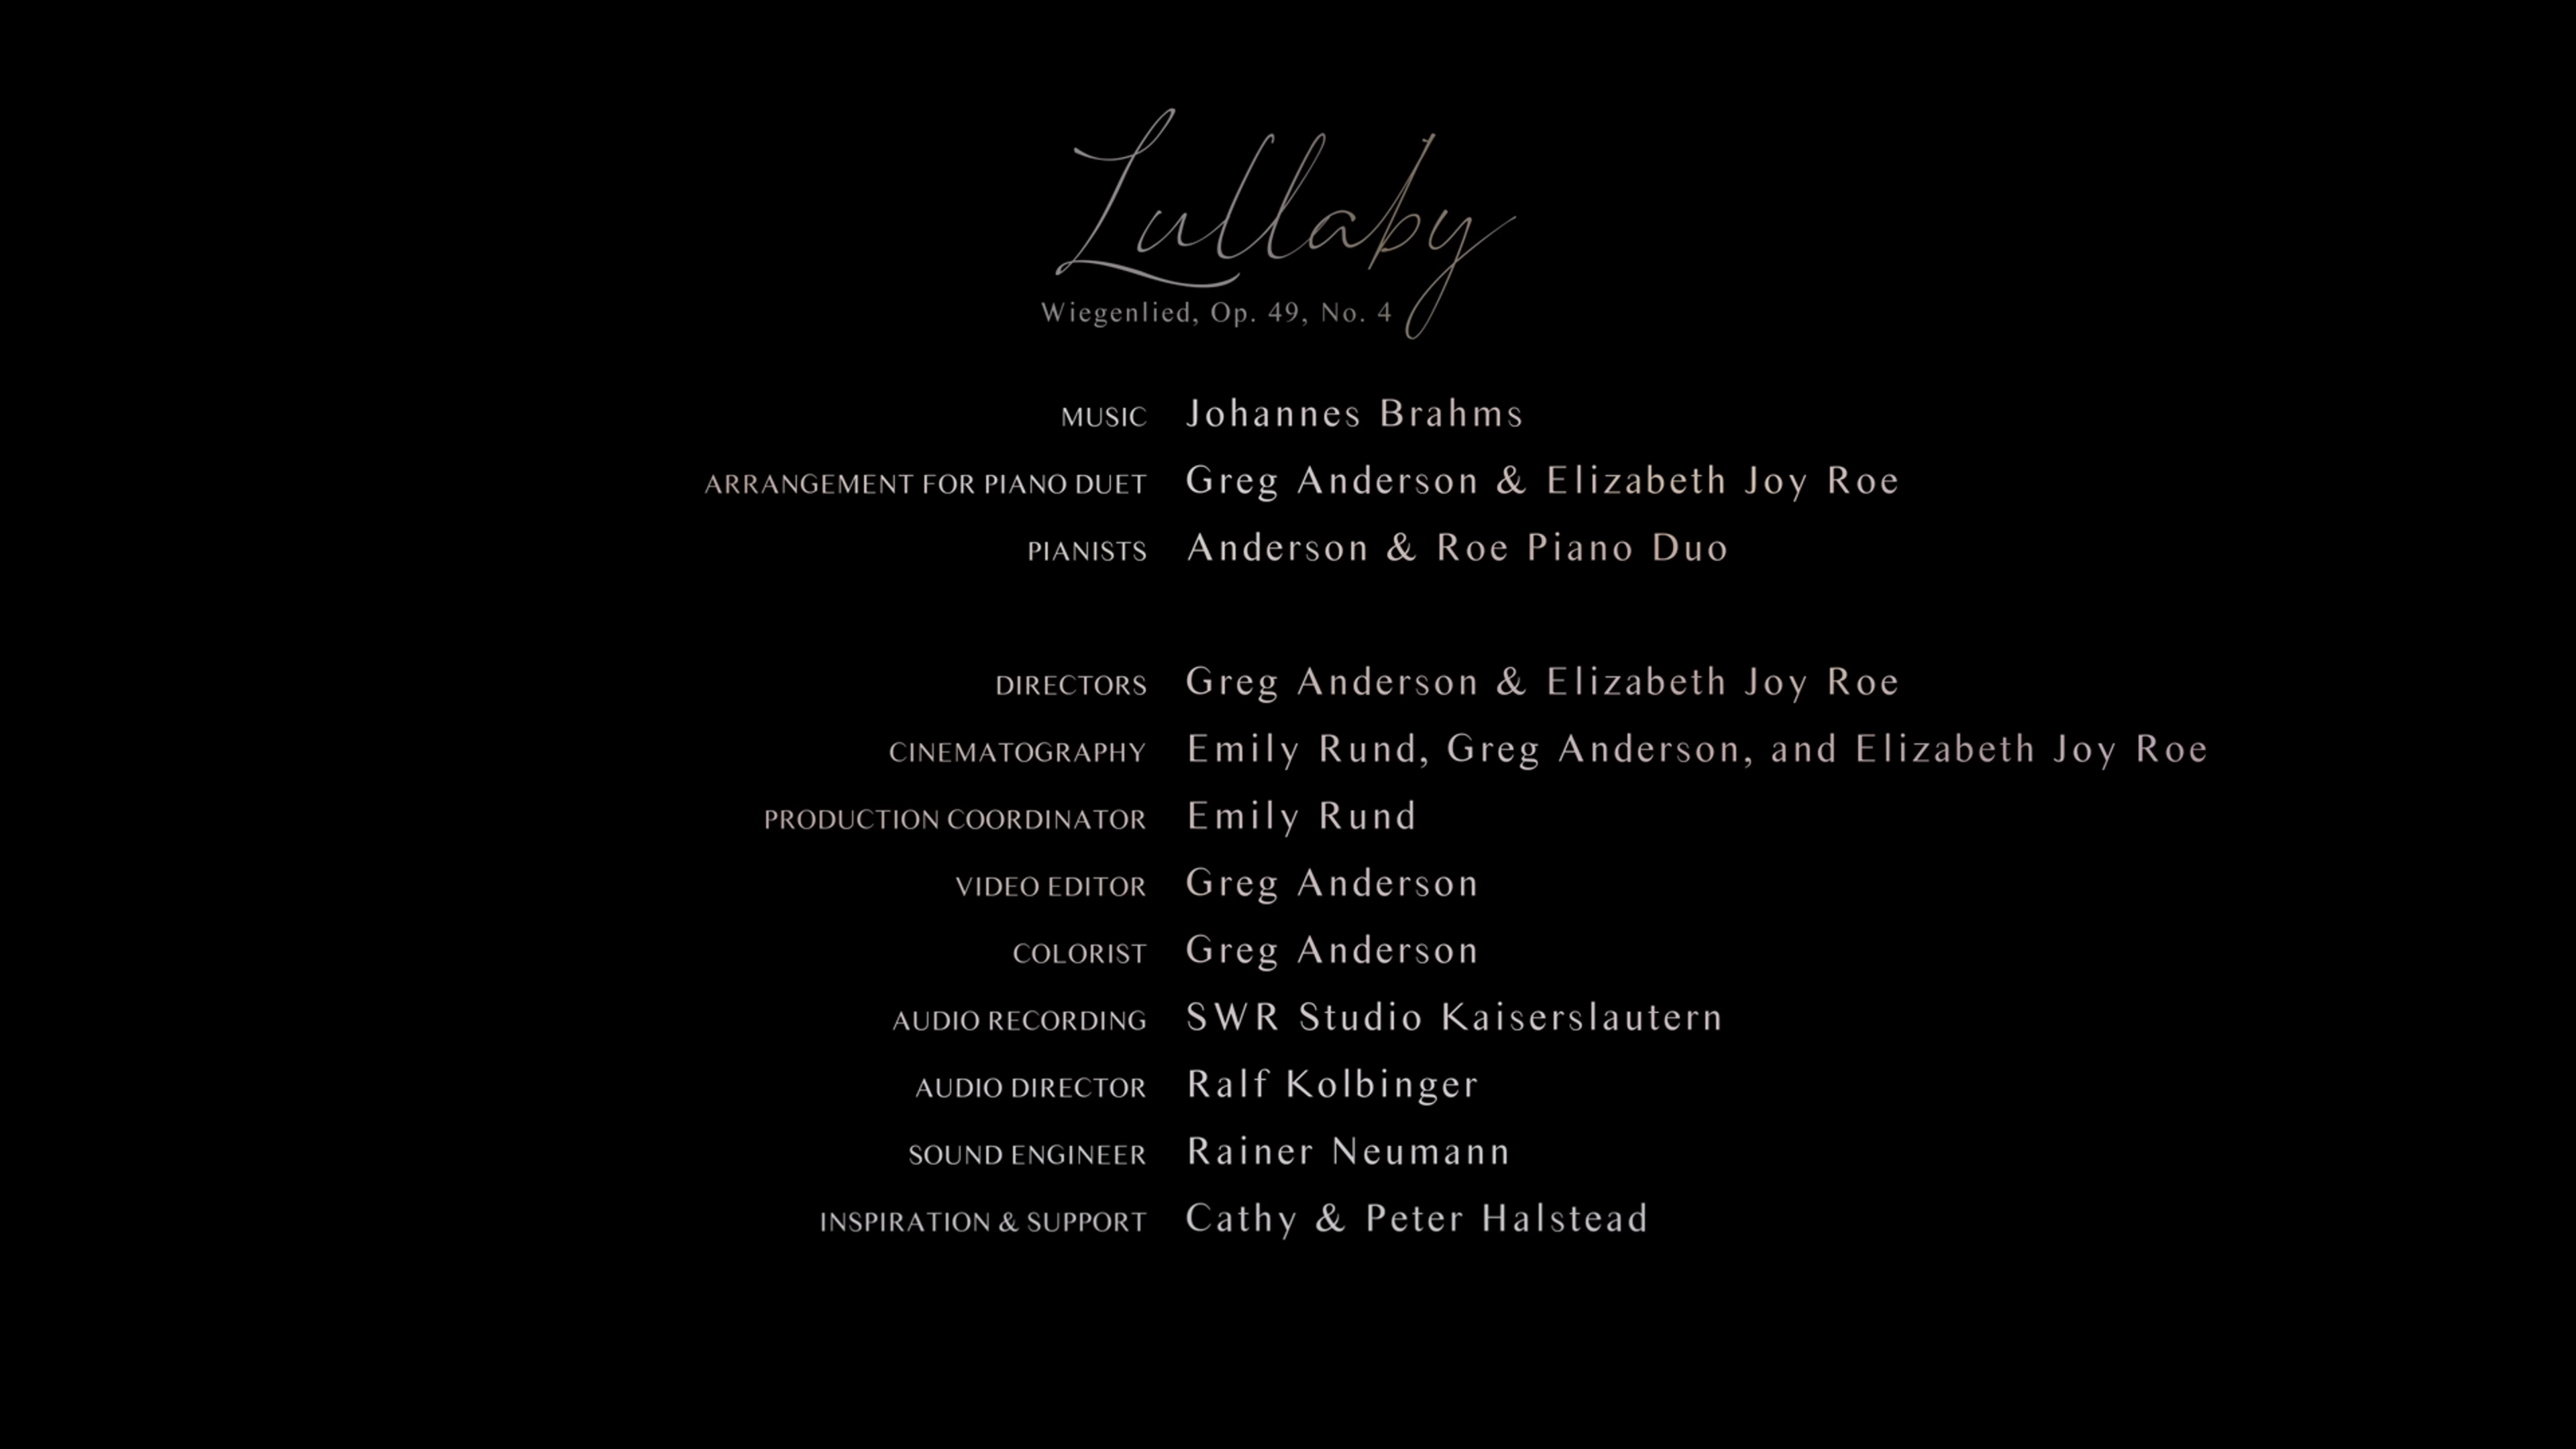 Lullaby
Wiegenlied, Op. 49, No. 4
MUSIC Johannes Brahms
ARRANGEMENT FOR PIANO DUET Greg Anderson & Elizabeth Joy Roe
PIANISTS Anderson & Roe Piano Duo
DIRECTORS Greg Anderson & Elizabeth Joy Roe
CINEMATOGRAPHY Emily Rund, Greg Anderson, and Elizabeth Joy Roe
PRODUCTION COORDINATOR Emily Rund
VIDEO EDITOR Greg Anderson
COLORIST Greg Anderson
AUDIO RECORDING SWR Studio Kaiserslautern
AUDIO DIRECTOR Ralf Kolbinger
SOUND ENGINEER Rainer Neumann
INSPIRATION & SUPPORT Cathy & Peter Halstead